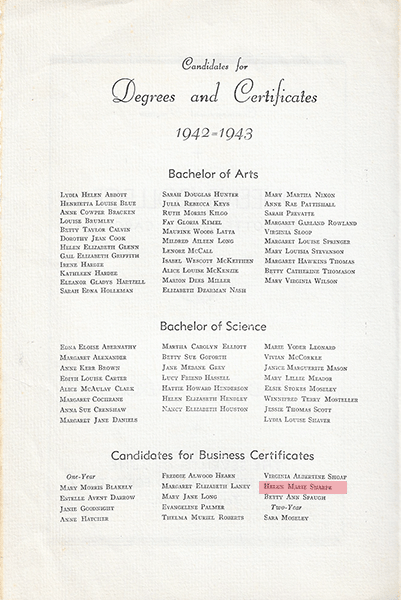 Candidates for
Degrees and Certificates
1942-1943
Bachelor of Arts
Lydia Helen Abbott
Henrietta Louise Blue
Anne Cowper Bracken
Louise Brumley
Betty Taylor Calvin
Dorothy Jean Cook
Helen Elizabeth Glenn
Gail Elizabeth Griffith
Irene Harbee
Kathleen Hardee
Eleanor Gladys Hartzell
Sarah Edna Holleman
Sarah Douglas Hunter
Julia Rebecca Keys
Ruth Morris Kilgo
Fay Gloria Kimel
Maurine Woods Latta
Mildred Ailien Long
Lenore McCall
Isabel Wescott McKeithen
Alice Louise McKenzie
Marion Dirr Miller
Elizabeth Dearman Nash
Mary Martha Nixon
Anne Rae Pattishall
Sarah Prevatte
Margaret Garland Rowland
Virginia Sloop
Margaret Louise Springer
Mary Louisia Stevenson
Margaret Hawkins Thomas
Betty Catherine Thomason
Mary Virginia Wilson
Bachelor of Science
Edna Eloise Abernathy
Margaret Alexander
Anne Kerr Brown
Edith Louise Carter
Alice McAulay Clark
Margaret Cochrane
Anna Sue Crenshaw
Margaret Jane Daniels
Martha Carolyn Elliott
Betty Sue Goforth
Jane Medane Grey
Lucy Friend Hassell
Hattie Howard Henderson
Helen Elizabeth Hendley
Nancy Elizabeth Houston
Marie Yoder Leonard
Vivian McCorkle
Janice Marguerite Mason
Mary Lillie Meador
Elsie Stokes Moseley
Winnifred Terry Mosteller
Jessie Thomas Scott
Lydia Louise Shaver
Candidates for Business Certificates
One-Year
Mary Morris Blakely
Estelle Avent Darrow
Janie Goodnight
Anne Hatcher
Freddie Alwood Hearn
Margaret Elizabeth Laney
Mary Jane Long
Evangeline Palmer
Thelma Muriel Roberts
Virginia Albertine Shoaf
Helen Marie Sharpe
Betty Ann Spaugh
Two-Year
Sara Moseley